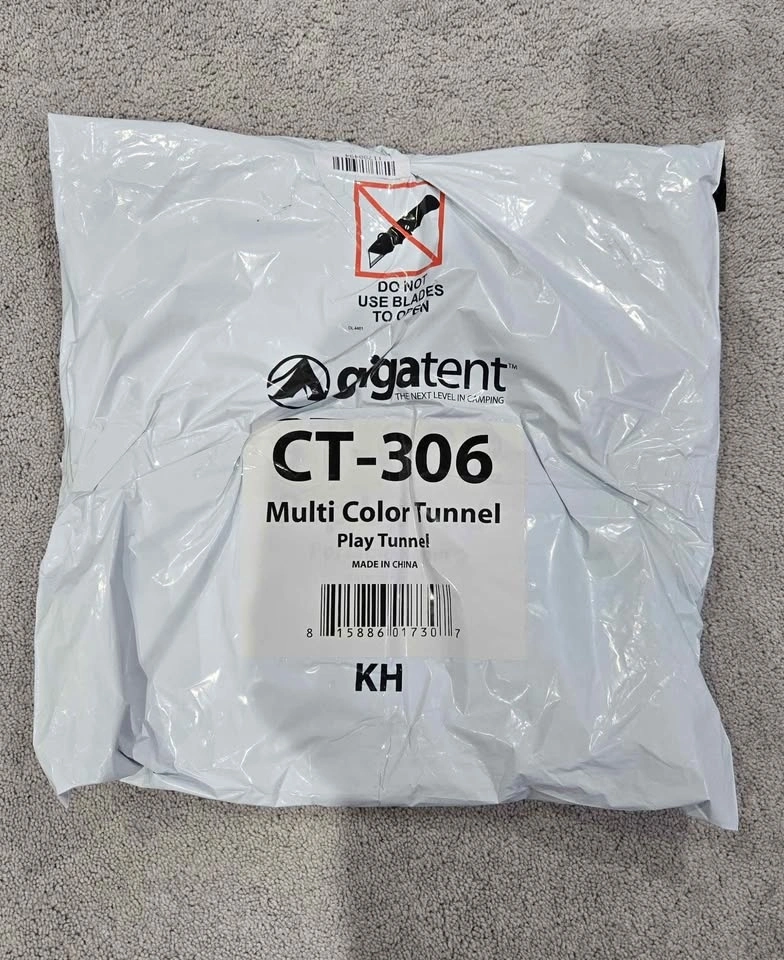 DO NOT
USE BLADES
TO OPEN
gigatent™
THE NEXT LEVEL IN CAMPING
CT-306
Multi Color Tunnel
Play Tunnel
MADE IN CHINA
8 15886 01730 7
KH